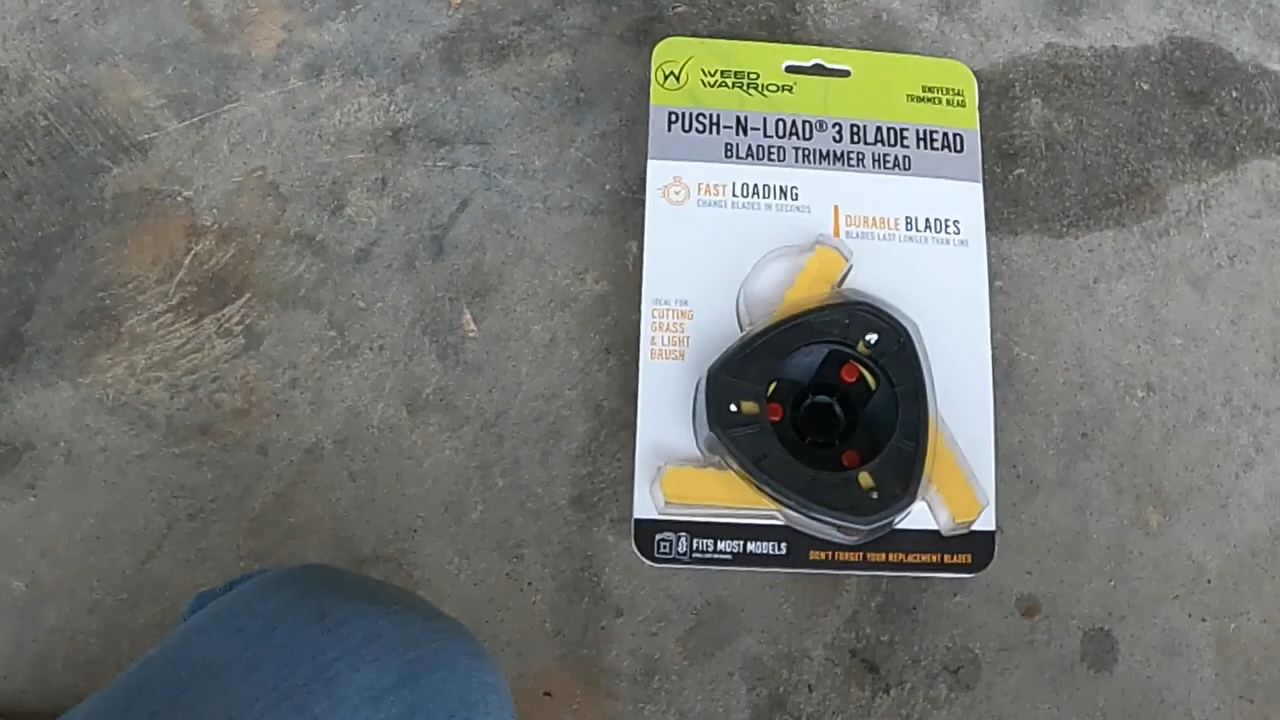 WEED
WARRIOR
UNIVERSAL
TRIMMER HEAD
PUSH-N-LOAD® 3 BLADE HEAD
BLADED TRIMMER HEAD
FAST LOADING
CHANGE BLADES IN SECONDS
DURABLE BLADES
BLADES LAST LONGER THAN LINE
IDEAL FOR
CUTTING
GRASS
& LIGHT
BRUSH
FITS MOST MODELS
DON'T FORGET YOUR REPLACEMENT BLADES